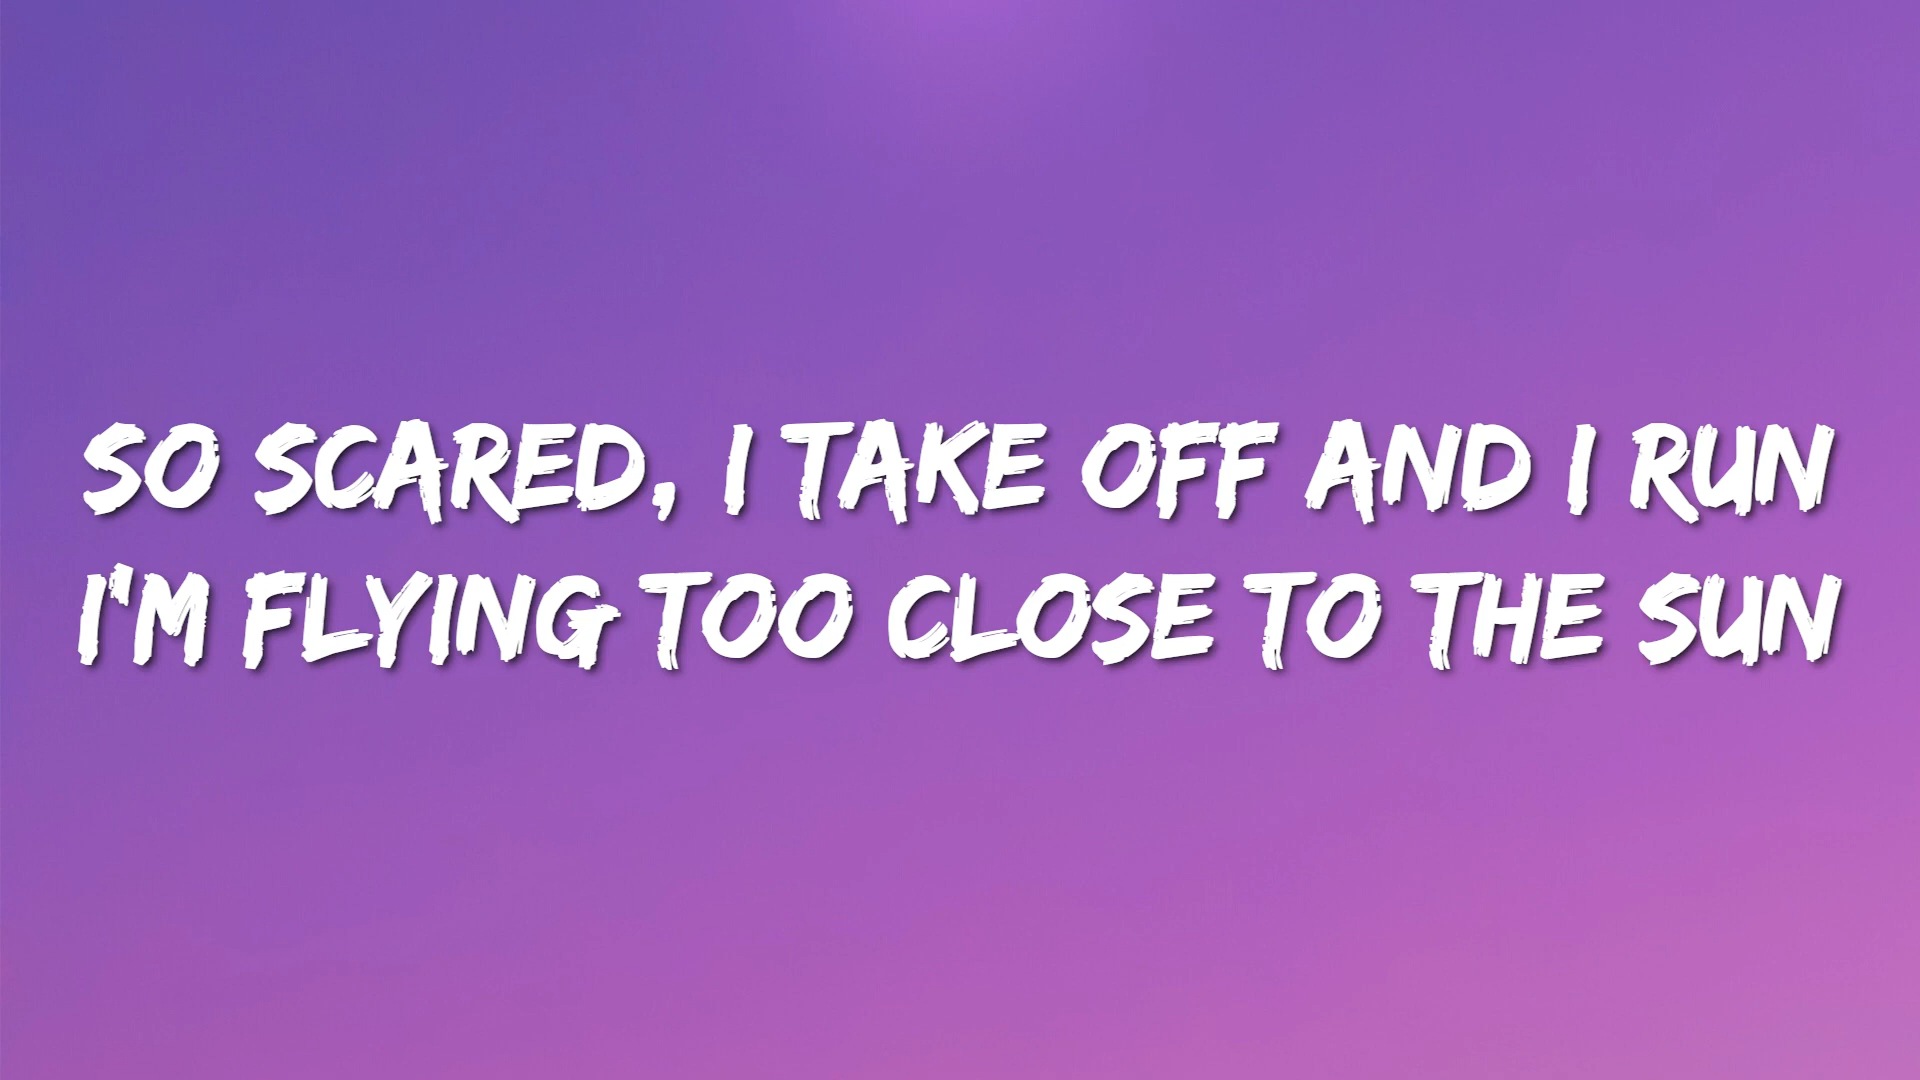 SO SCARED, I TAKE OFF AND I RUN
I'M FLYING TOO CLOSE TO THE SUN